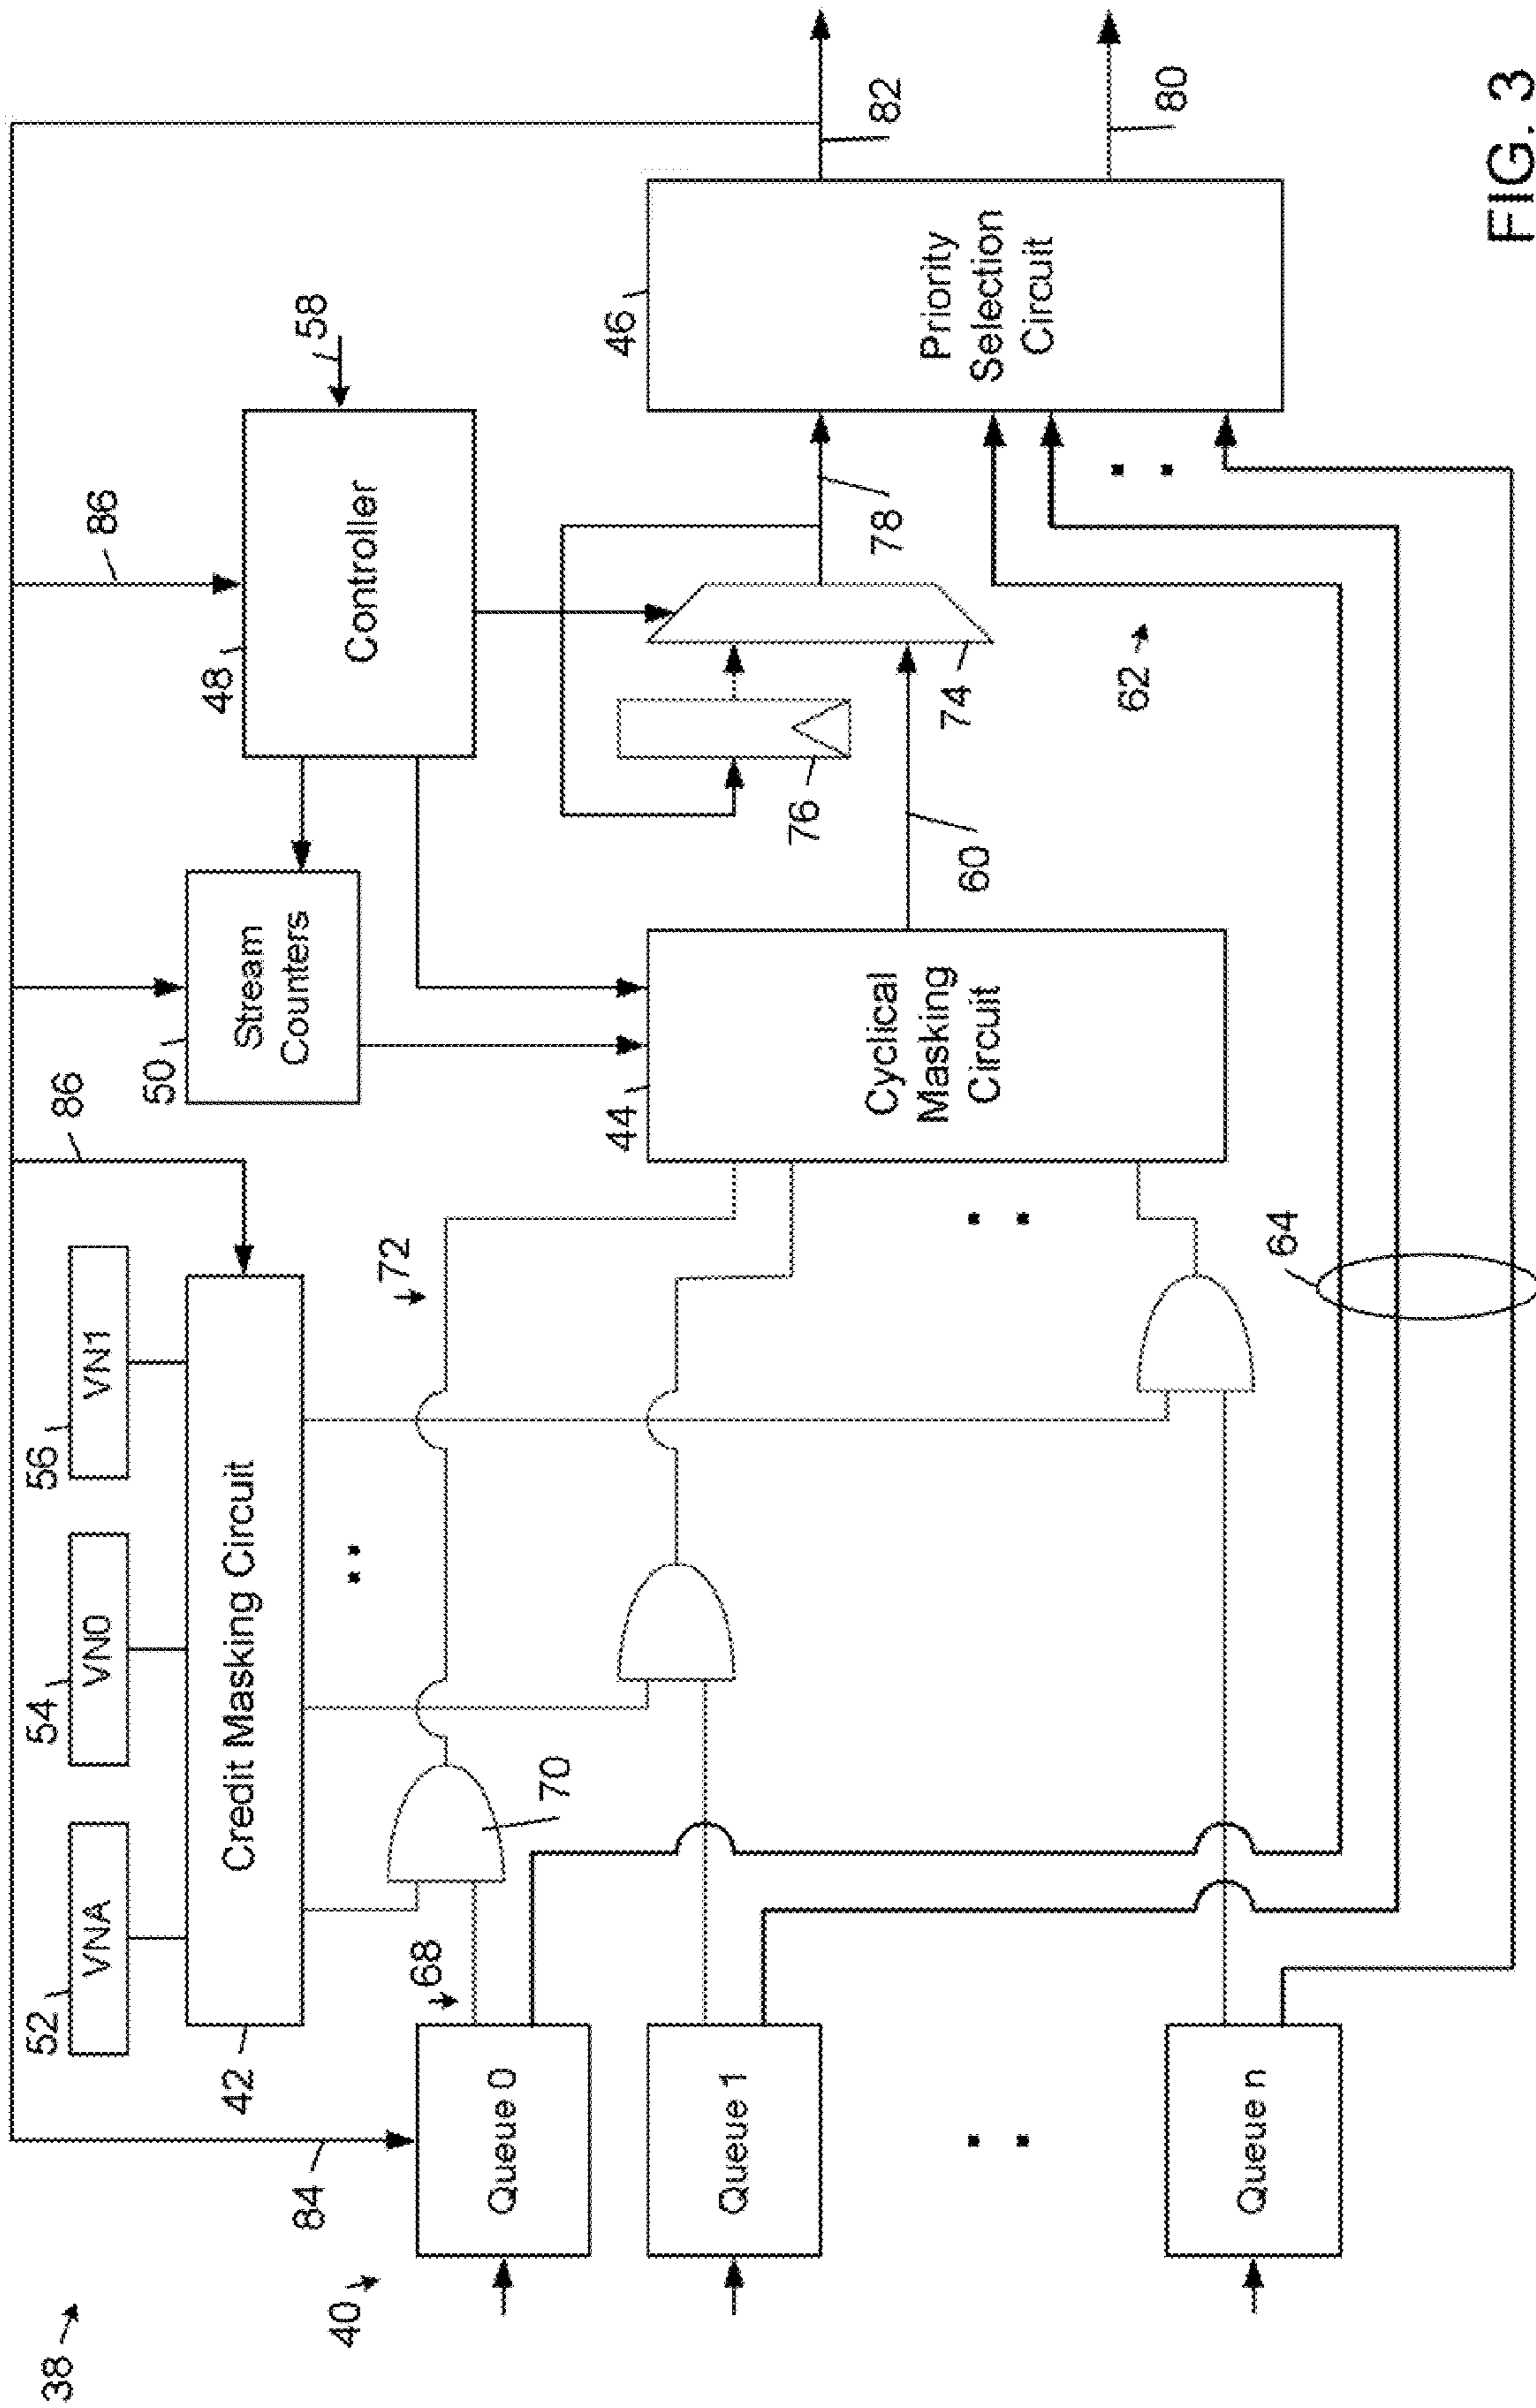 38
84
86
86
52
VNA
54
VN0
56
VN1
42
Credit Masking Circuit
50
Stream
Counters
48
Controller
58
40
68
70
72
Queue 0
Queue 1
Queue n
44
Cyclical
Masking
Circuit
76
60
74
78
62
64
46
Priority
Selection
Circuit
82
80
FIG. 3